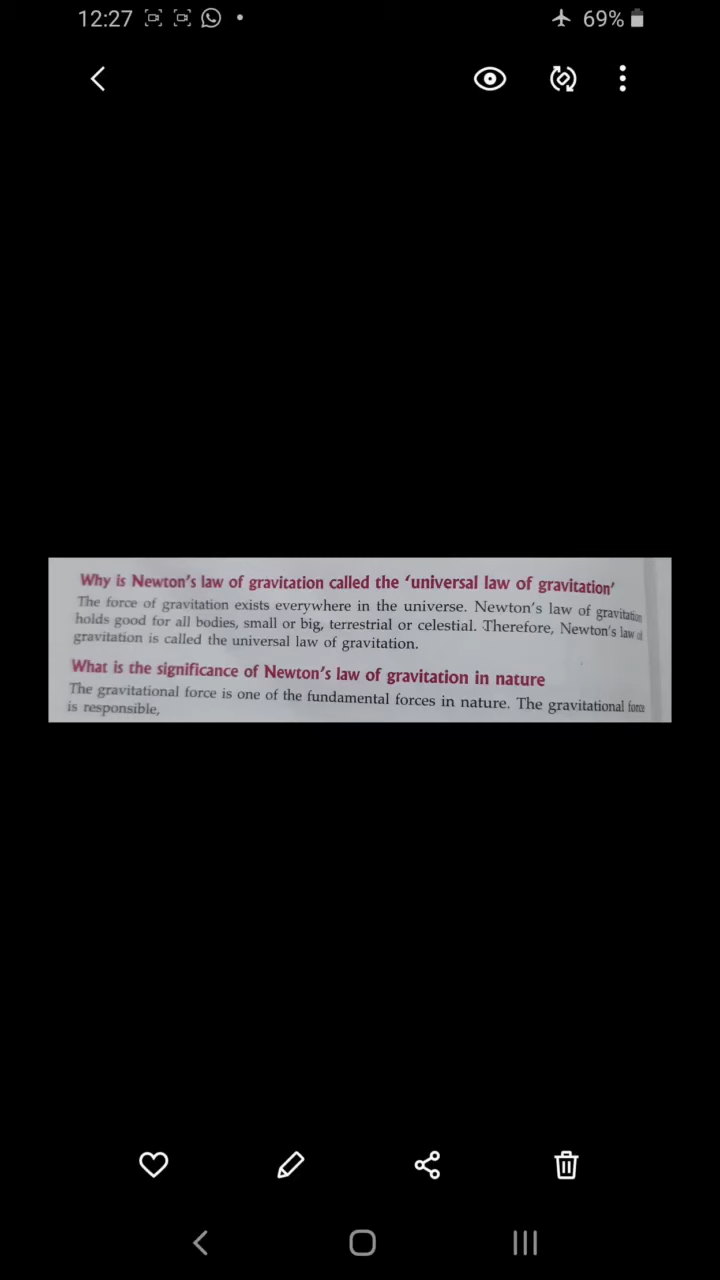 12:27
69%
Why is Newton's law of gravitation called the 'universal law of gravitation'
The force of gravitation exists everywhere in the universe. Newton's law of gravitation
holds good for all bodies, small or big, terrestrial or celestial. Therefore, Newton's law of
gravitation is called the universal law of gravitation.
What is the significance of Newton's law of gravitation in nature
The gravitational force is one of the fundamental forces in nature. The gravitational force
is responsible,